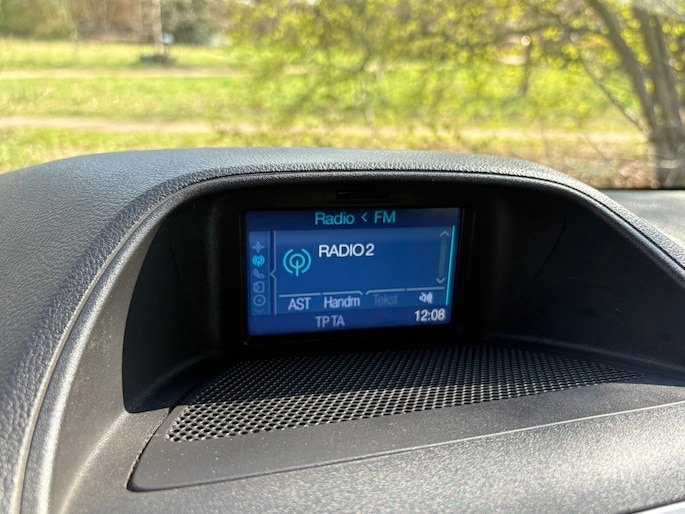 Radio < FM
RADIO 2
AST Handm Tekst
TP TA 12:08